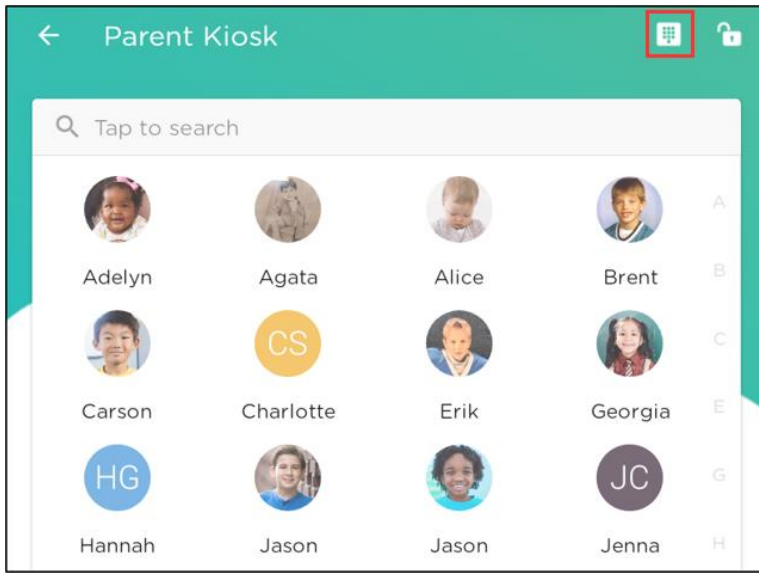 Parent Kiosk
Tap to search
A
Adelyn Agata Alice Brent B
CS C
Carson Charlotte Erik Georgia E
HG JC G
Hannah Jason Jason Jenna H